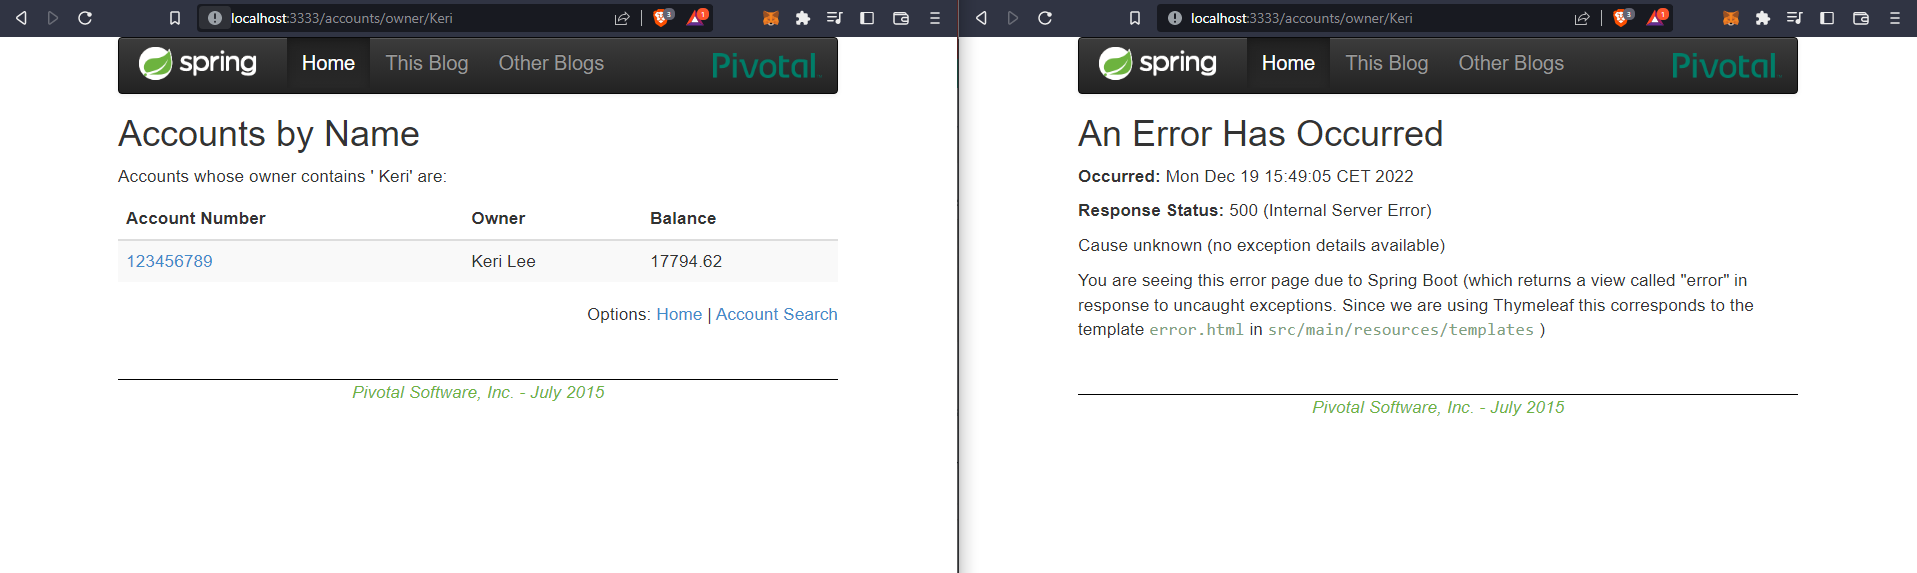 localhost:3333/accounts/owner/Keri
3
1
spring
Home
This Blog
Other Blogs
Pivotal
Accounts by Name
Accounts whose owner contains ' Keri' are:
Account Number Owner Balance
123456789 Keri Lee 17794.62
Options: Home | Account Search
Pivotal Software, Inc. - July 2015
localhost:3333/accounts/owner/Keri
3
1
spring
Home
This Blog
Other Blogs
Pivotal
An Error Has Occurred
Occurred: Mon Dec 19 15:49:05 CET 2022
Response Status: 500 (Internal Server Error)
Cause unknown (no exception details available)
You are seeing this error page due to Spring Boot (which returns a view called "error" in
response to uncaught exceptions. Since we are using Thymeleaf this corresponds to the
template error.html in src/main/resources/templates )
Pivotal Software, Inc. - July 2015